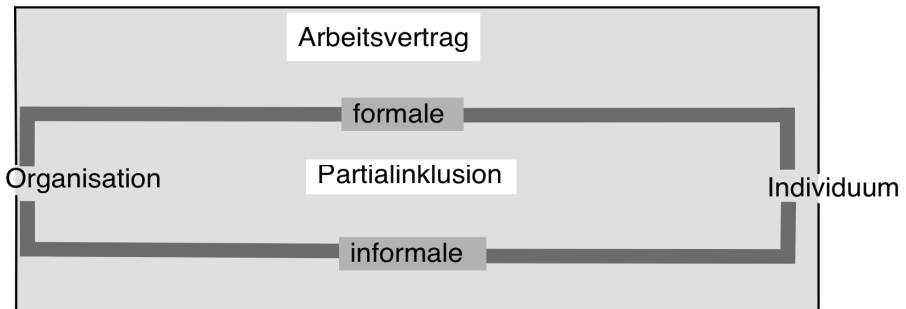 Arbeitsvertrag
formale
Organisation
Partialinklusion
Individuum
informale